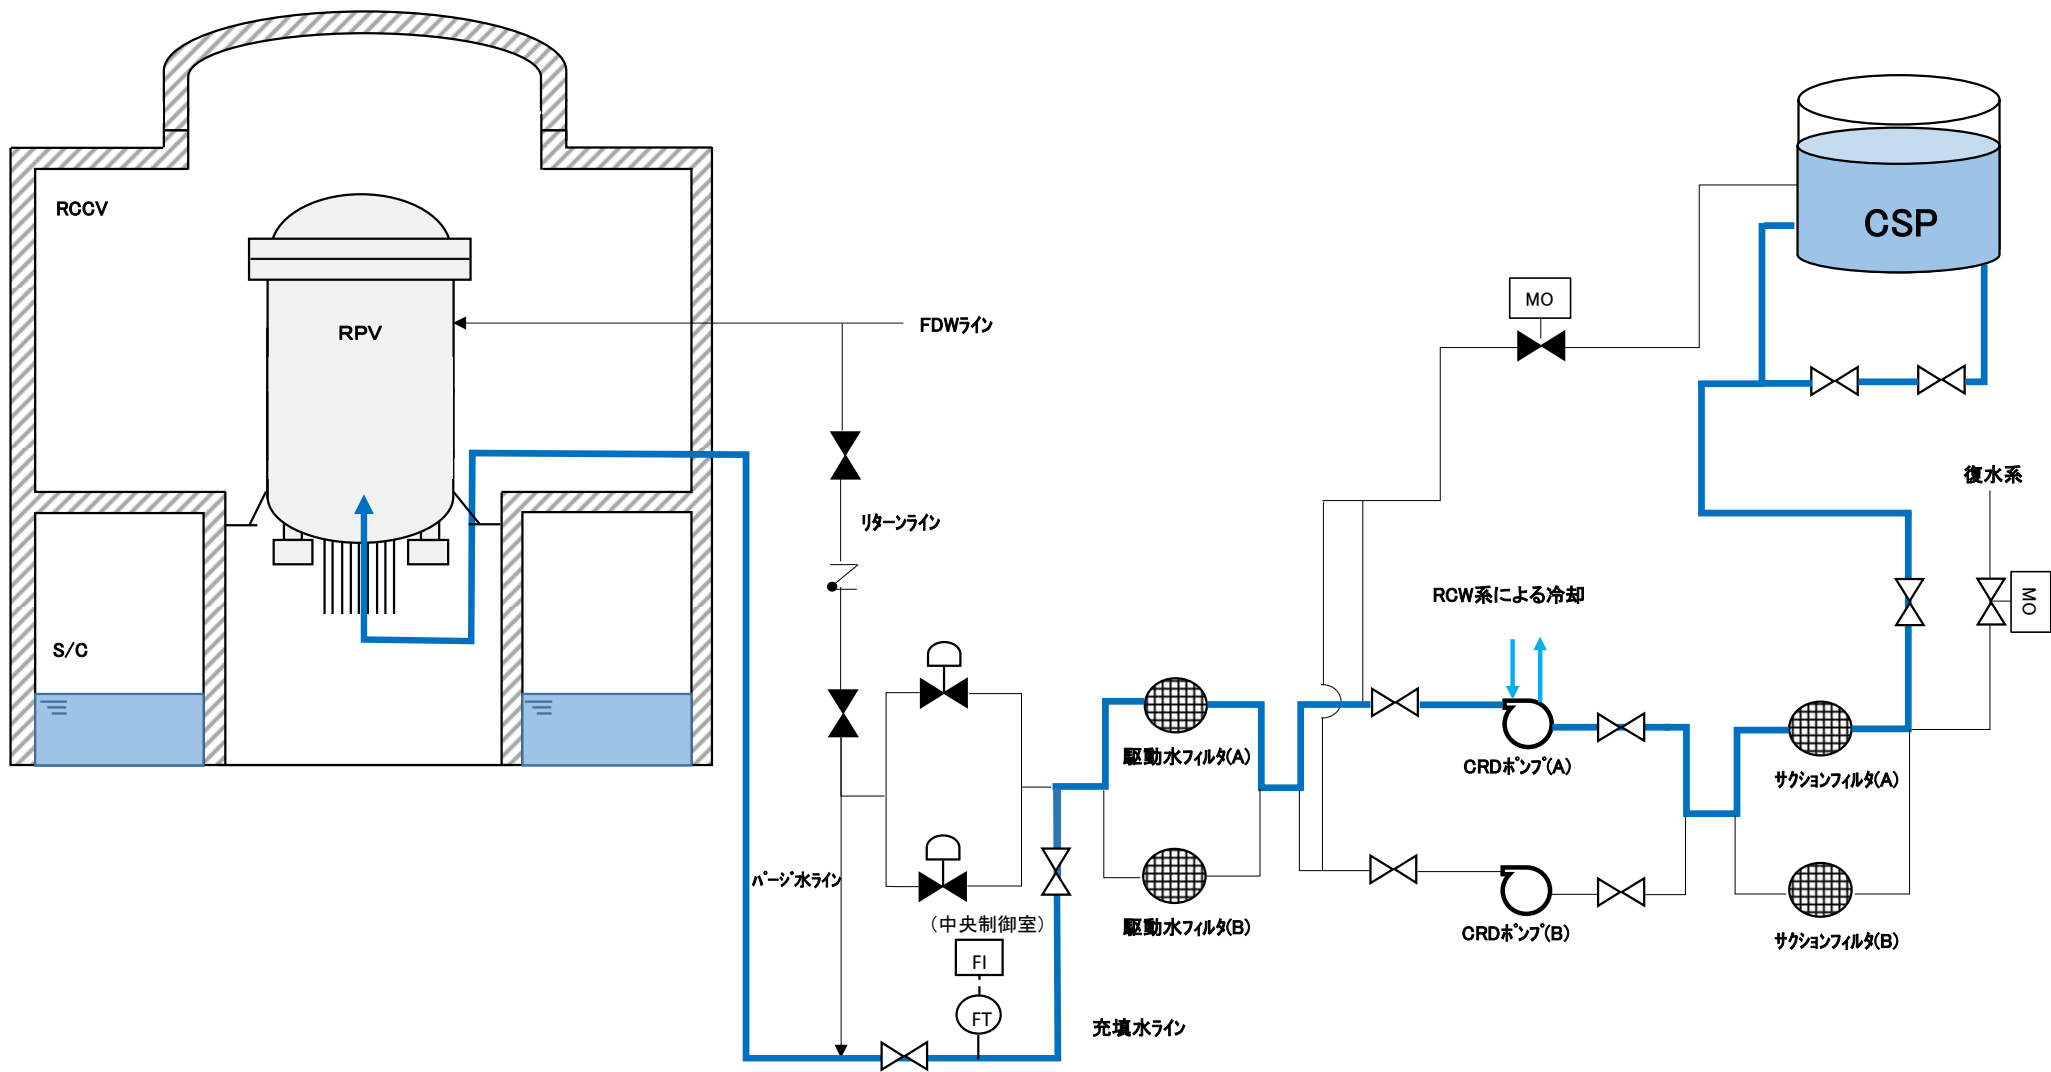 RCCV
CSP
MO
FDWライン
RPV
復水系
リターンライン
RCW系による冷却
MO
S/C
駆動水フィルタ(A)
CRDポンプ(A)
サクションフィルタ(A)
パージ水ライン
(中央制御室)
駆動水フィルタ(B)
CRDポンプ(B)
サクションフィルタ(B)
FI
FT
充填水ライン